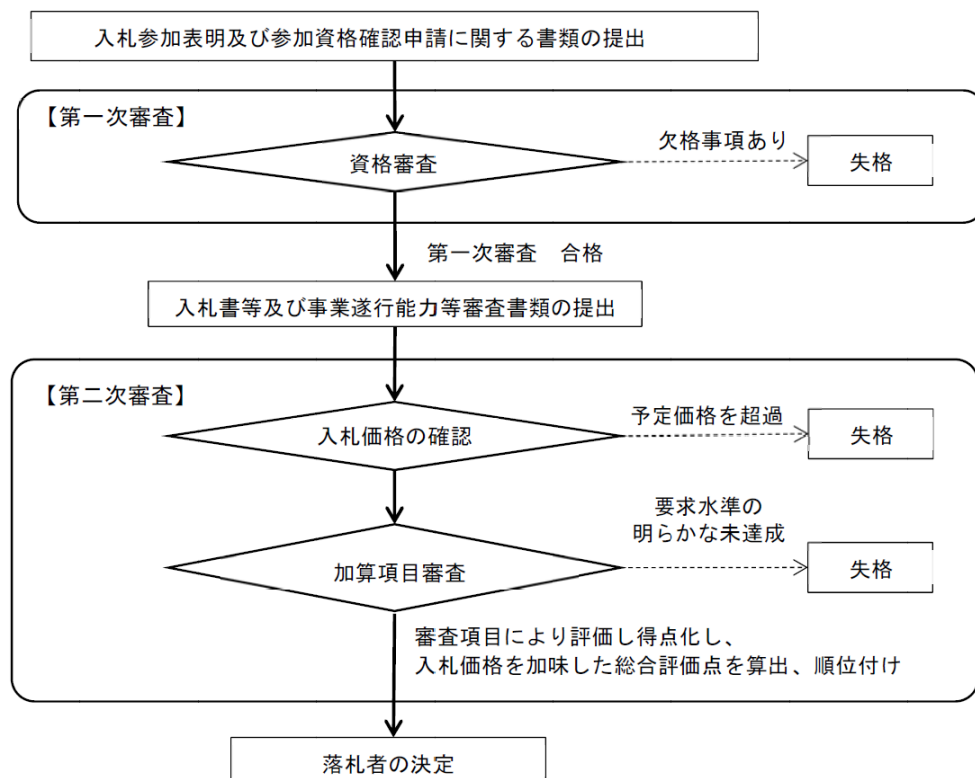 入札参加表明及び参加資格確認申請に関する書類の提出
【第一次審査】
資格審査
欠格事項あり
失格
第一次審査　合格
入札書等及び事業遂行能力等審査書類の提出
【第二次審査】
入札価格の確認
予定価格を超過
失格
要求水準の
明らかな未達成
加算項目審査
失格
審査項目により評価し得点化し、
入札価格を加味した総合評価点を算出、順位付け
落札者の決定